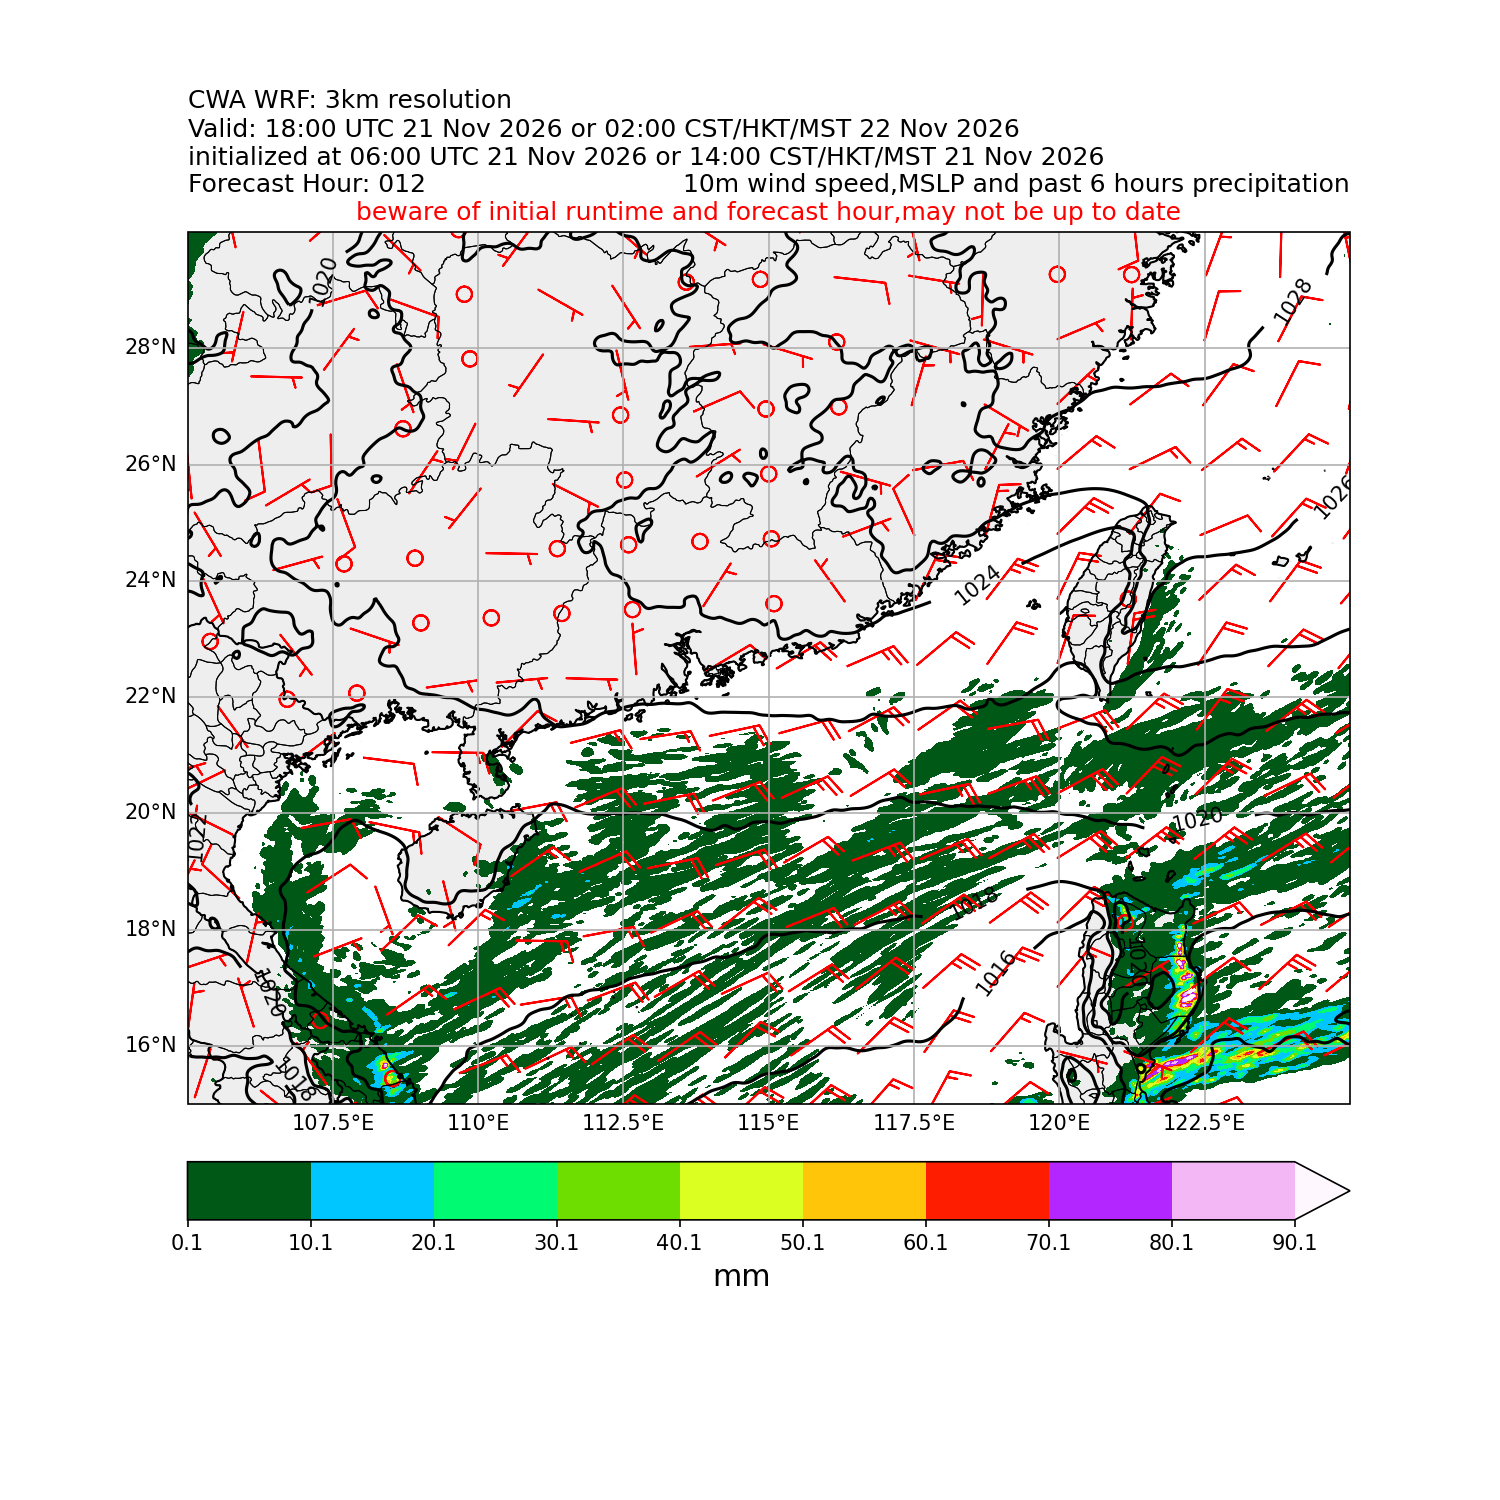 CWA WRF: 3km resolution
Valid: 18:00 UTC 21 Nov 2026 or 02:00 CST/HKT/MST 22 Nov 2026
initialized at 06:00 UTC 21 Nov 2026 or 14:00 CST/HKT/MST 21 Nov 2026
Forecast Hour: 012 10m wind speed,MSLP and past 6 hours precipitation
beware of initial runtime and forecast hour,may not be up to date
1020
1028
28°N
26°N
1026
24°N
1024
22°N
20°N
1020
1022
1018
18°N
1020
1016
1020
16°N
1018
107.5°E 110°E 112.5°E 115°E 117.5°E 120°E 122.5°E
0.1 10.1 20.1 30.1 40.1 50.1 60.1 70.1 80.1 90.1
mm